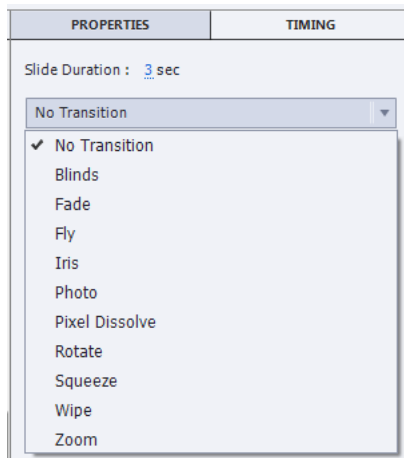 PROPERTIES TIMING
Slide Duration : 3 sec
No Transition
No Transition
Blinds
Fade
Fly
Iris
Photo
Pixel Dissolve
Rotate
Squeeze
Wipe
Zoom